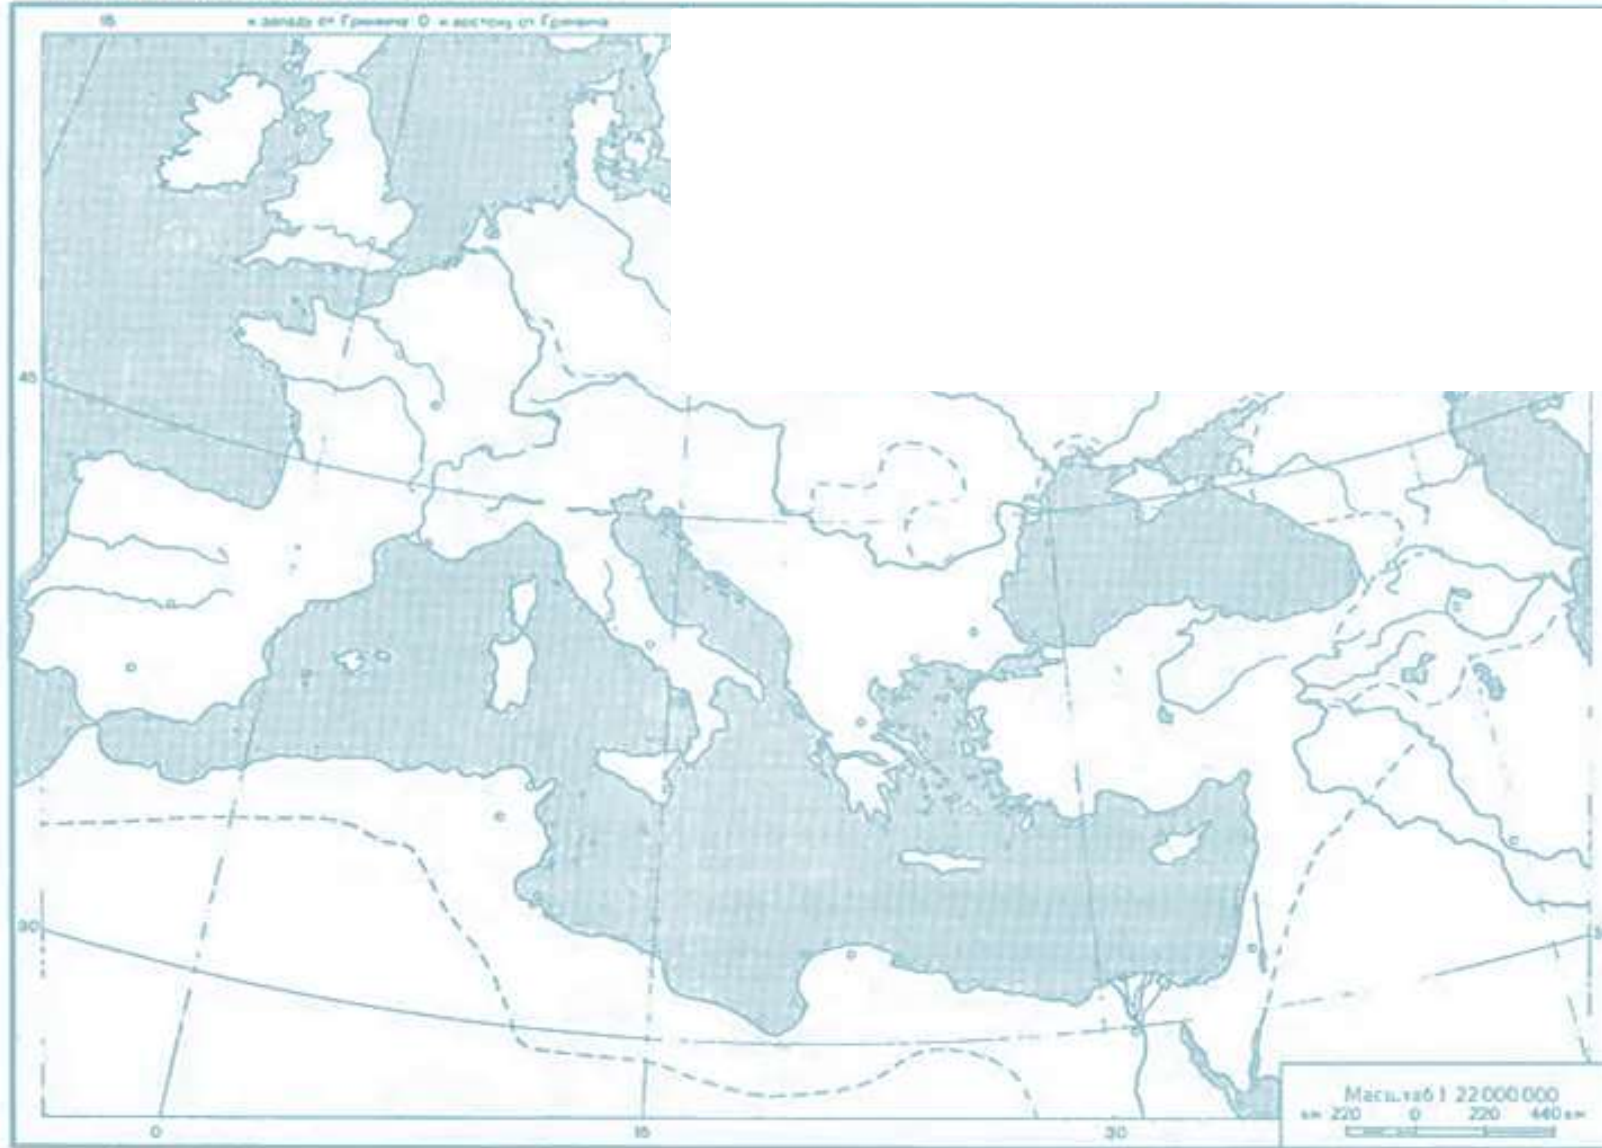 15 к западу от Гринвича 0 к востоку от Гринвича
45
30
0 15 30
Масштаб 1 22 000 000
км 220 0 220 440 км